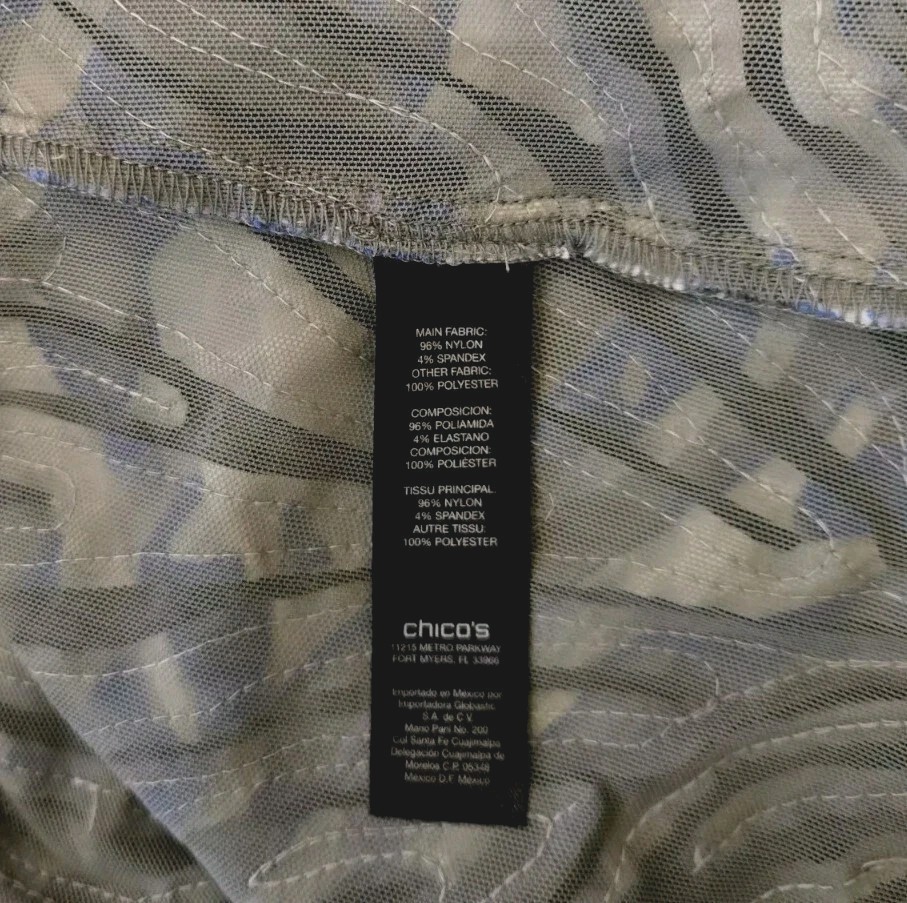 MAIN FABRIC:
96% NYLON
4% SPANDEX
OTHER FABRIC:
100% POLYESTER
COMPOSICION:
96% POLIAMIDA
4% ELASTANO
COMPOSICION:
100% POLIÉSTER
TISSU PRINCIPAL:
96% NYLON
4% SPANDEX
AUTRE TISSU:
100% POLYESTER
chico's
11215 METRO PARKWAY
FORT MYERS, FL 33966
Importado en México por
Importadora Globastic
S.A. de C.V.
Mario Pani No. 200
Col Santa Fe Cuajimalpa
Delegación Cuajimalpa de
Morelos C.P. 05348
México D.F. México